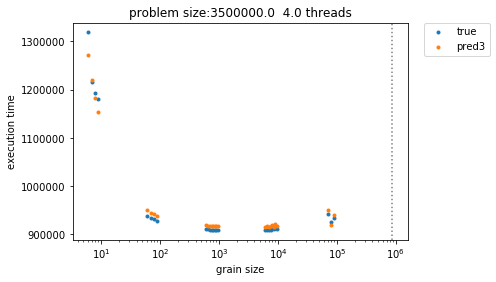 problem size:3500000.0  4.0 threads
true
pred3
execution time
1300000
1200000
1100000
1000000
900000
10¹
10²
10³
10⁴
10⁵
10⁶
grain size